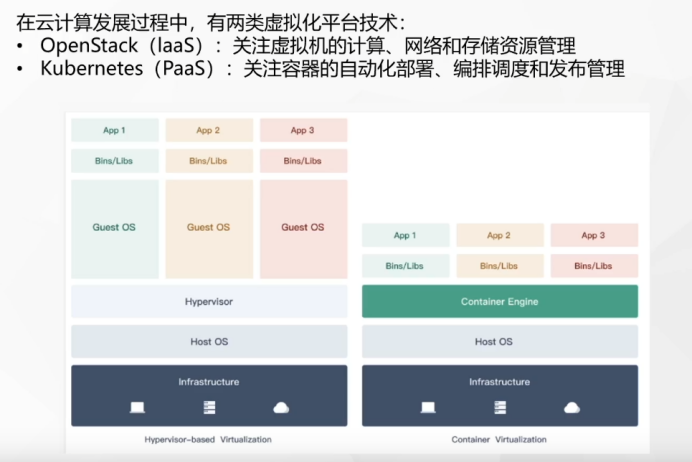 在云计算发展过程中，有两类虚拟化平台技术：
• OpenStack（IaaS）：关注虚拟机的计算、网络和存储资源管理
• Kubernetes（PaaS）：关注容器的自动化部署、编排调度和发布管理
App 1 App 2 App 3
Bins/Libs Bins/Libs Bins/Libs
Guest OS Guest OS Guest OS
Hypervisor
Host OS
Infrastructure
Hypervisor-based Virtualization
App 1 App 2 App 3
Bins/Libs Bins/Libs Bins/Libs
Container Engine
Host OS
Infrastructure
Container Virtualization